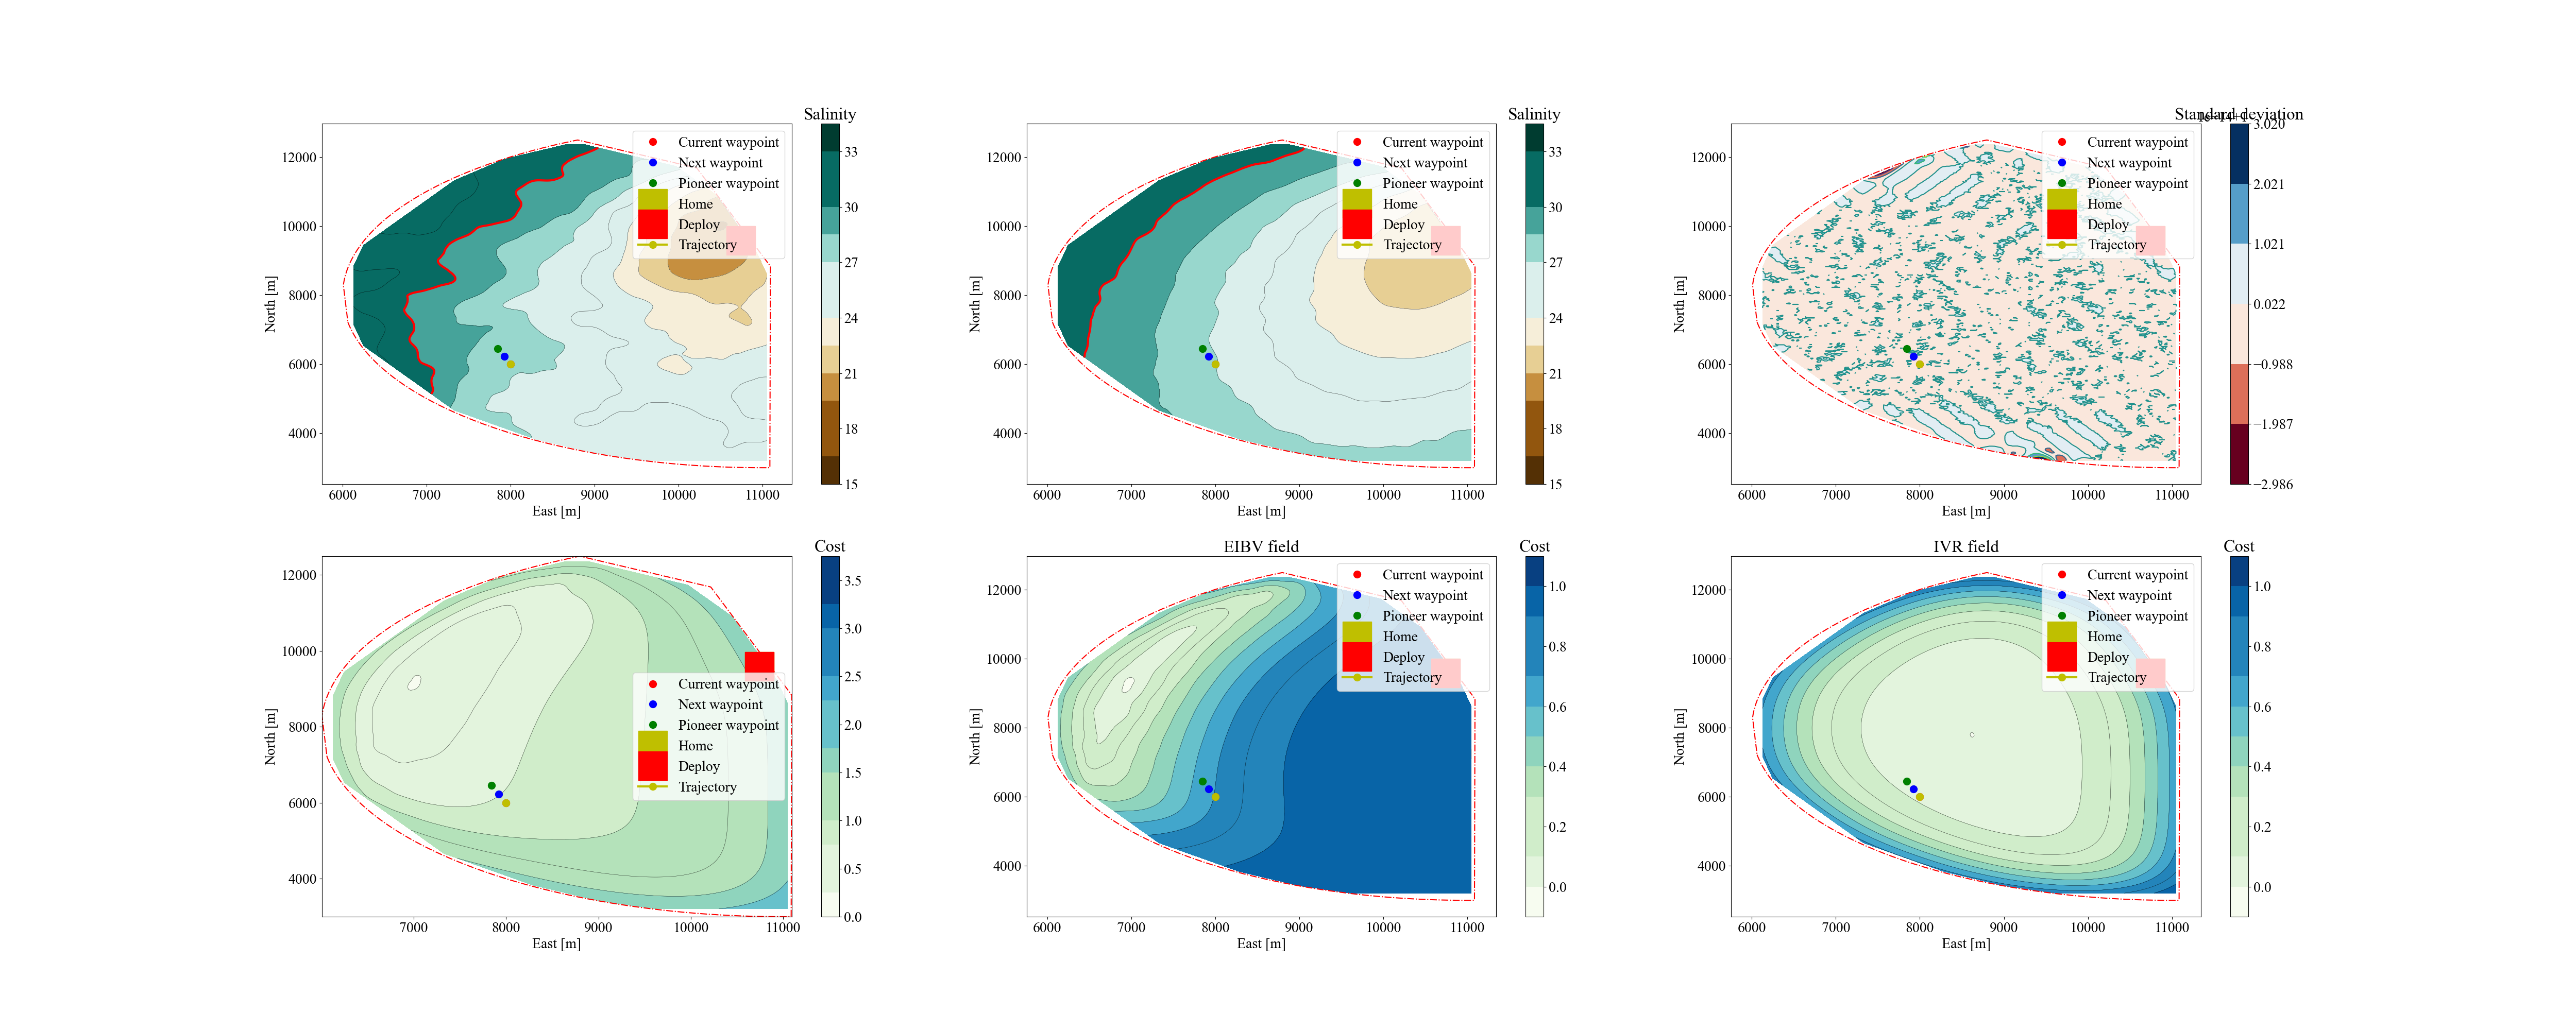 Salinity
12000
10000
8000
6000
4000
North [m]
6000 7000 8000 9000 10000 11000
East [m]
Current waypoint
Next waypoint
Pioneer waypoint
Home
Deploy
Trajectory
33
30
27
24
21
18
15
Salinity
12000
10000
8000
6000
4000
North [m]
6000 7000 8000 9000 10000 11000
East [m]
Current waypoint
Next waypoint
Pioneer waypoint
Home
Deploy
Trajectory
33
30
27
24
21
18
15
Standard deviation
12000
10000
8000
6000
4000
North [m]
6000 7000 8000 9000 10000 11000
East [m]
Current waypoint
Next waypoint
Pioneer waypoint
Home
Deploy
Trajectory
3.020
2.021
1.021
0.022
−0.988
−1.987
−2.986
Cost
12000
10000
8000
6000
4000
North [m]
7000 8000 9000 10000 11000
East [m]
Current waypoint
Next waypoint
Pioneer waypoint
Home
Deploy
Trajectory
3.5
3.0
2.5
2.0
1.5
1.0
0.5
0.0
EIBV field
Cost
12000
10000
8000
6000
4000
North [m]
6000 7000 8000 9000 10000 11000
East [m]
Current waypoint
Next waypoint
Pioneer waypoint
Home
Deploy
Trajectory
1.0
0.8
0.6
0.4
0.2
0.0
IVR field
Cost
12000
10000
8000
6000
4000
North [m]
6000 7000 8000 9000 10000 11000
East [m]
Current waypoint
Next waypoint
Pioneer waypoint
Home
Deploy
Trajectory
1.0
0.8
0.6
0.4
0.2
0.0